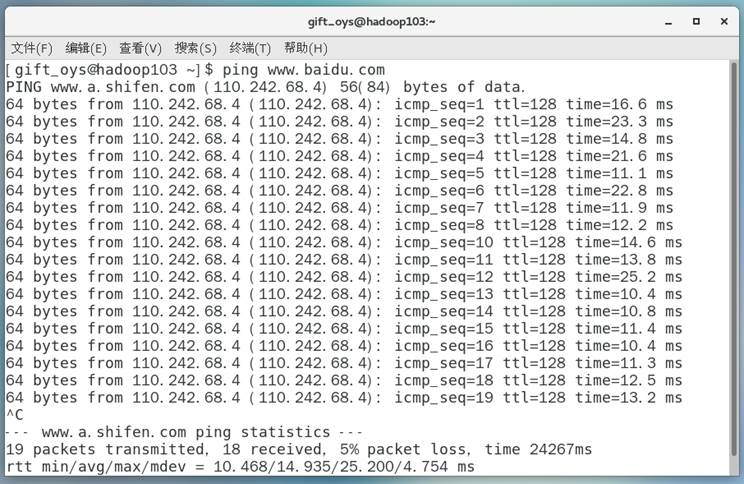 gift_oys@hadoop103:~
文件(F) 编辑(E) 查看(V) 搜索(S) 终端(T) 帮助(H)
[gift_oys@hadoop103 ~]$ ping www.baidu.com
PING www.a.shifen.com (110.242.68.4) 56(84) bytes of data.
64 bytes from 110.242.68.4 (110.242.68.4): icmp_seq=1 ttl=128 time=16.6 ms
64 bytes from 110.242.68.4 (110.242.68.4): icmp_seq=2 ttl=128 time=23.3 ms
64 bytes from 110.242.68.4 (110.242.68.4): icmp_seq=3 ttl=128 time=14.8 ms
64 bytes from 110.242.68.4 (110.242.68.4): icmp_seq=4 ttl=128 time=21.6 ms
64 bytes from 110.242.68.4 (110.242.68.4): icmp_seq=5 ttl=128 time=11.1 ms
64 bytes from 110.242.68.4 (110.242.68.4): icmp_seq=6 ttl=128 time=22.8 ms
64 bytes from 110.242.68.4 (110.242.68.4): icmp_seq=7 ttl=128 time=11.9 ms
64 bytes from 110.242.68.4 (110.242.68.4): icmp_seq=8 ttl=128 time=12.2 ms
64 bytes from 110.242.68.4 (110.242.68.4): icmp_seq=10 ttl=128 time=14.6 ms
64 bytes from 110.242.68.4 (110.242.68.4): icmp_seq=11 ttl=128 time=13.8 ms
64 bytes from 110.242.68.4 (110.242.68.4): icmp_seq=12 ttl=128 time=25.2 ms
64 bytes from 110.242.68.4 (110.242.68.4): icmp_seq=13 ttl=128 time=10.4 ms
64 bytes from 110.242.68.4 (110.242.68.4): icmp_seq=14 ttl=128 time=10.8 ms
64 bytes from 110.242.68.4 (110.242.68.4): icmp_seq=15 ttl=128 time=11.4 ms
64 bytes from 110.242.68.4 (110.242.68.4): icmp_seq=16 ttl=128 time=10.4 ms
64 bytes from 110.242.68.4 (110.242.68.4): icmp_seq=17 ttl=128 time=11.3 ms
64 bytes from 110.242.68.4 (110.242.68.4): icmp_seq=18 ttl=128 time=12.5 ms
64 bytes from 110.242.68.4 (110.242.68.4): icmp_seq=19 ttl=128 time=13.2 ms
^C
--- www.a.shifen.com ping statistics ---
19 packets transmitted, 18 received, 5% packet loss, time 24267ms
rtt min/avg/max/mdev = 10.468/14.935/25.200/4.754 ms